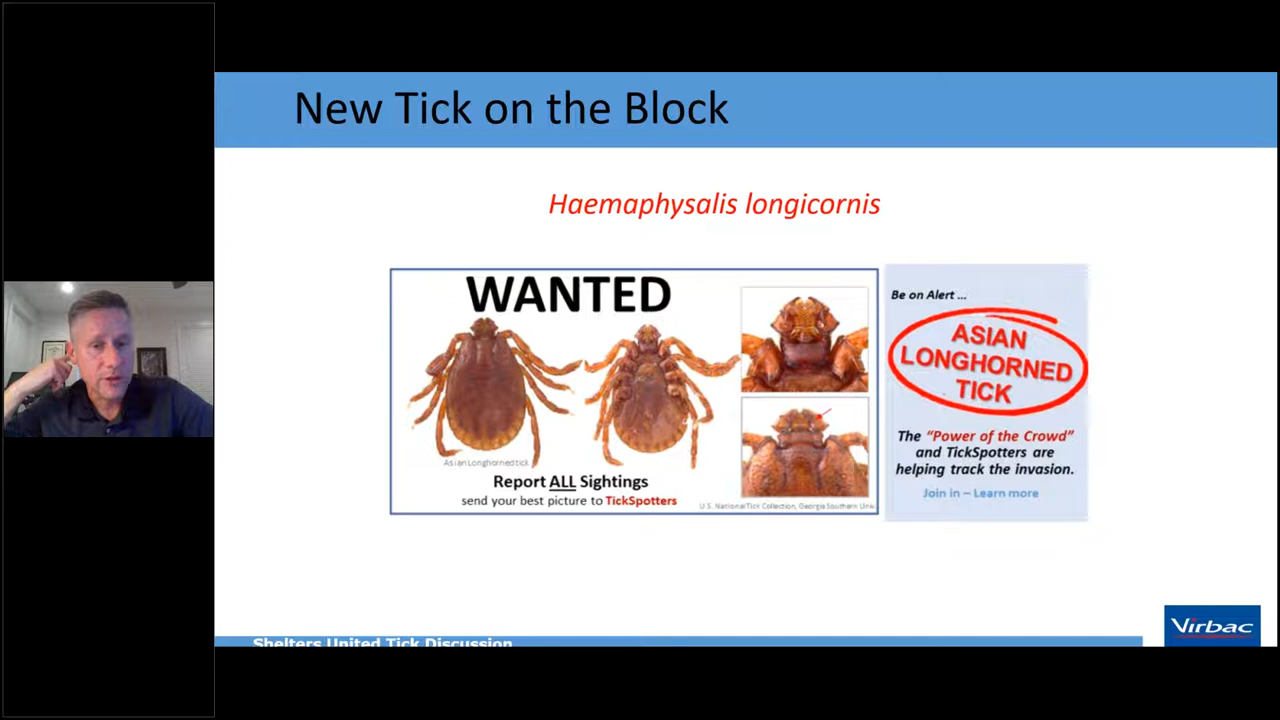 New Tick on the Block
Haemaphysalis longicornis
WANTED
Asian Longhorned tick
Report ALL Sightings
send your best picture to TickSpotters
U.S. National Tick Collection, Georgia Southern Univ.
Be on Alert ...
ASIAN
LONGHORNED
TICK
The “Power of the Crowd”
and TickSpotters are
helping track the invasion.
Join in – Learn more
Shelters United Tick Discussion
Virbac